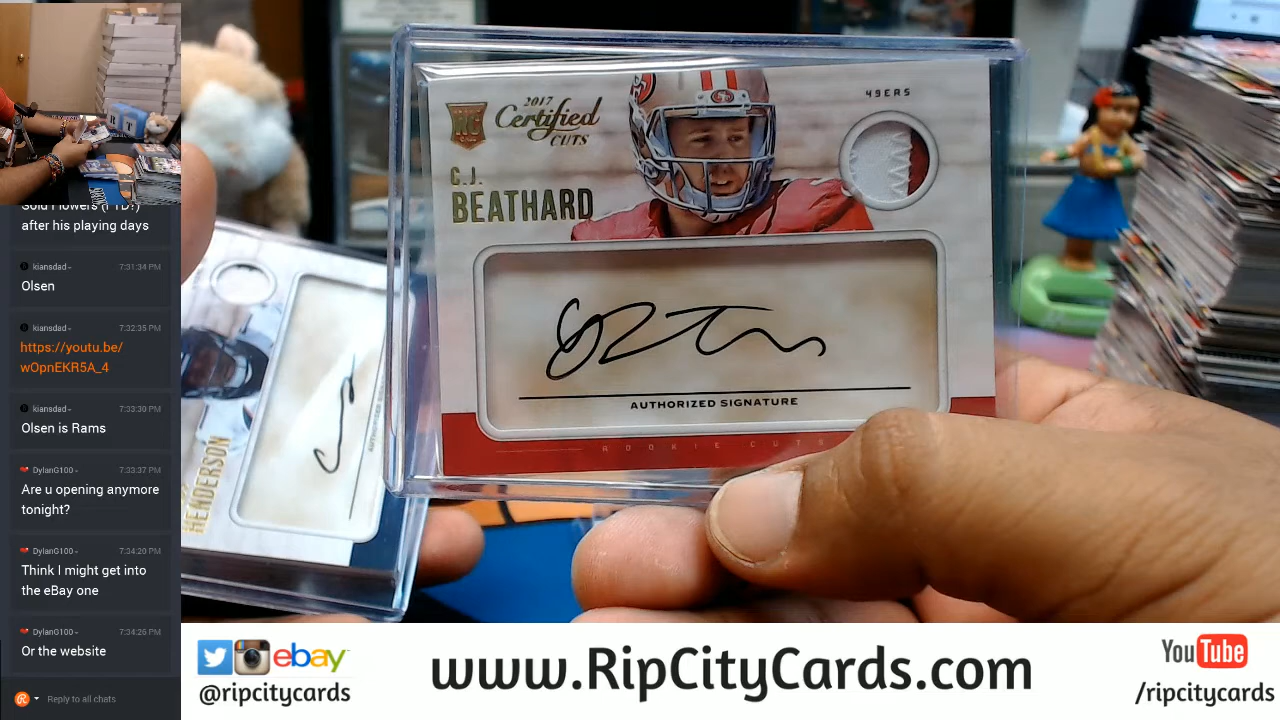 Sold Flowers (FTD?)
after his playing days
kiansdad
7:31:34 PM
Olsen
kiansdad
7:32:35 PM
https://youtu.be/
wOpnEKR5A_4
kiansdad
7:33:30 PM
Olsen is Rams
DylanG100
7:33:37 PM
Are u opening anymore
tonight?
DylanG100
7:34:20 PM
Think I might get into
the eBay one
DylanG100
7:34:26 PM
Or the website
Reply to all chats
RC
2017
Certified
CUTS
C.J.
BEATHARD
49ERS
AUTHORIZED SIGNATURE
ROOKIE CUTS
HENDERSON
ebay
@ripcitycards
www.RipCityCards.com
YouTube
/ripcitycards